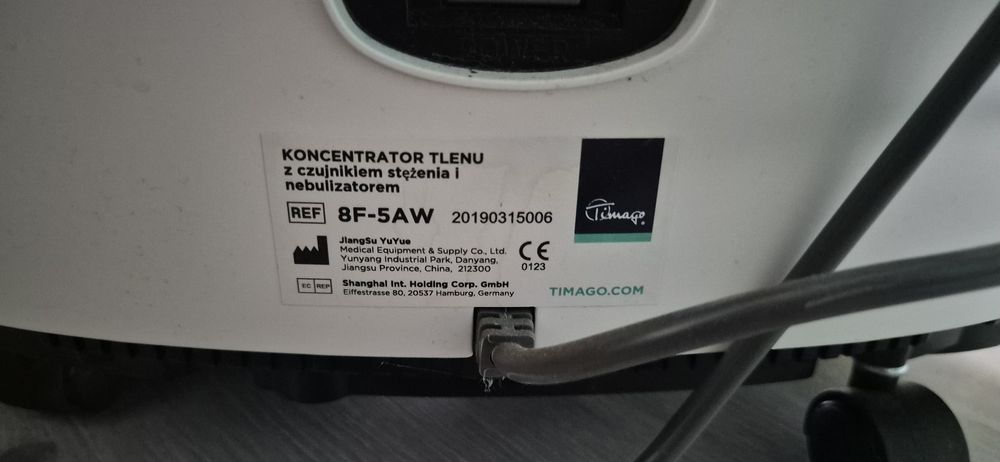 POWER
KONCENTRATOR TLENU
z czujnikiem stężenia i
nebulizatorem
REF 8F-5AW 20190315006
Timago
JiangSu YuYue
Medical Equipment & Supply Co., Ltd.
Yunyang Industrial Park, Danyang,
Jiangsu Province, China, 212300
CE
0123
EC REP
Shanghai Int. Holding Corp. GmbH
Eiffestrasse 80, 20537 Hamburg, Germany
TIMAGO.COM